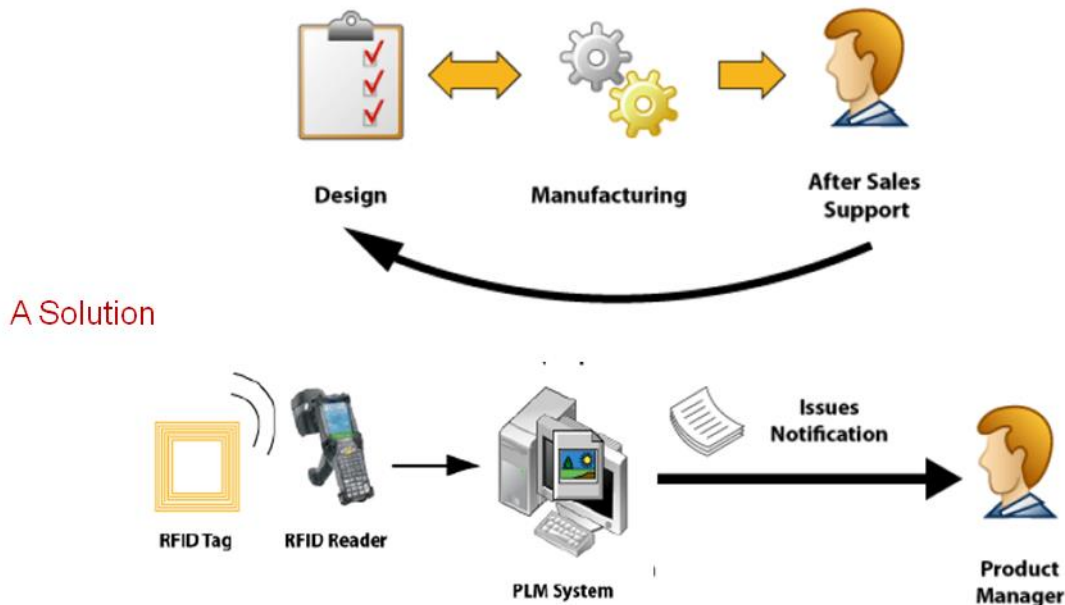 Design
Manufacturing
After Sales
Support
A Solution
Issues
Notification
RFID Tag
RFID Reader
PLM System
Product
Manager